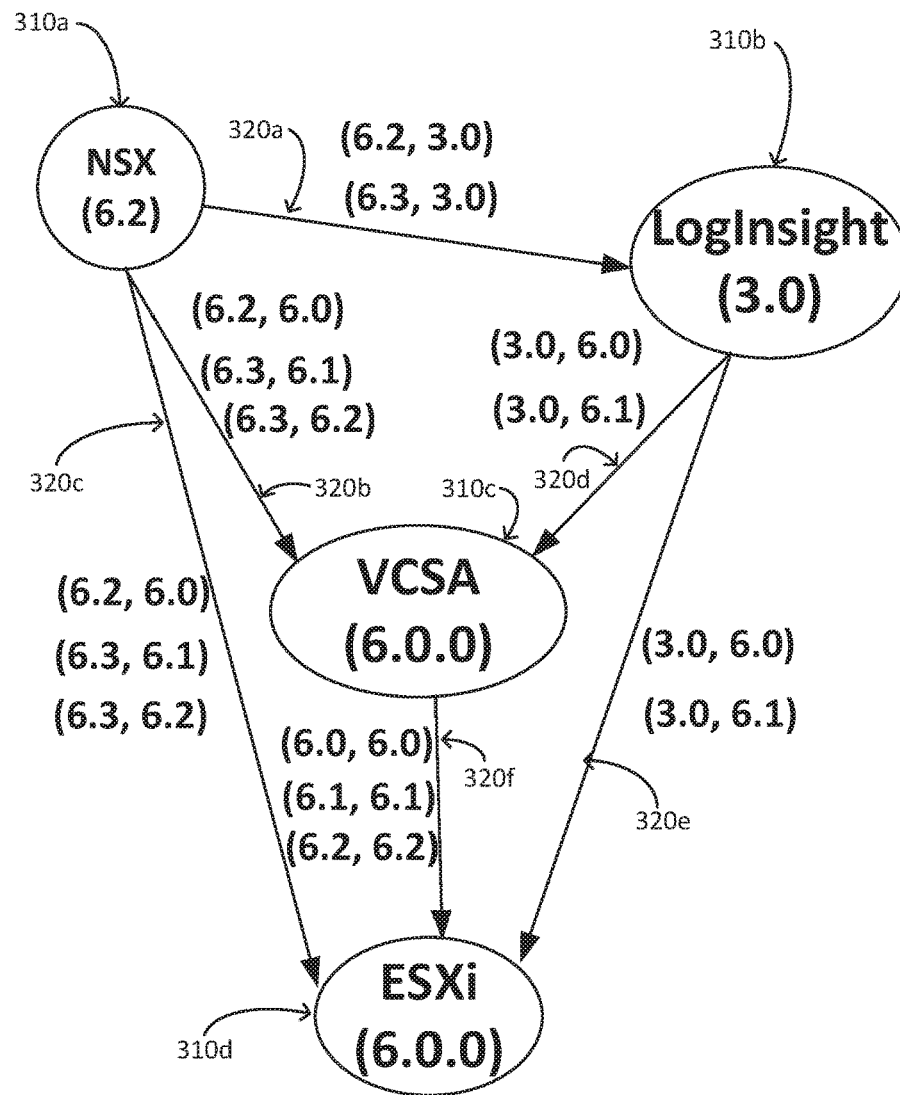 310a
310b
320a
(6.2, 3.0)
(6.3, 3.0)
NSX
(6.2)
LogInsight
(3.0)
(6.2, 6.0)
(6.3, 6.1)
(6.3, 6.2)
(3.0, 6.0)
(3.0, 6.1)
320c
320b
310c
320d
VCSA
(6.0.0)
(6.2, 6.0)
(6.3, 6.1)
(6.3, 6.2)
(3.0, 6.0)
(3.0, 6.1)
(6.0, 6.0)
(6.1, 6.1)
(6.2, 6.2)
320f
320e
ESXi
(6.0.0)
310d